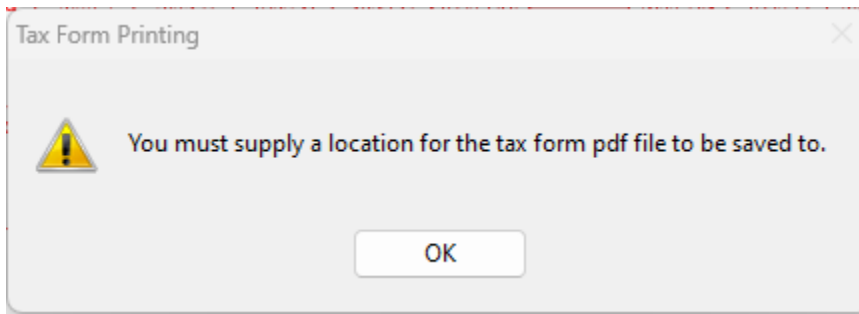 Tax Form Printing
You must supply a location for the tax form pdf file to be saved to.
OK